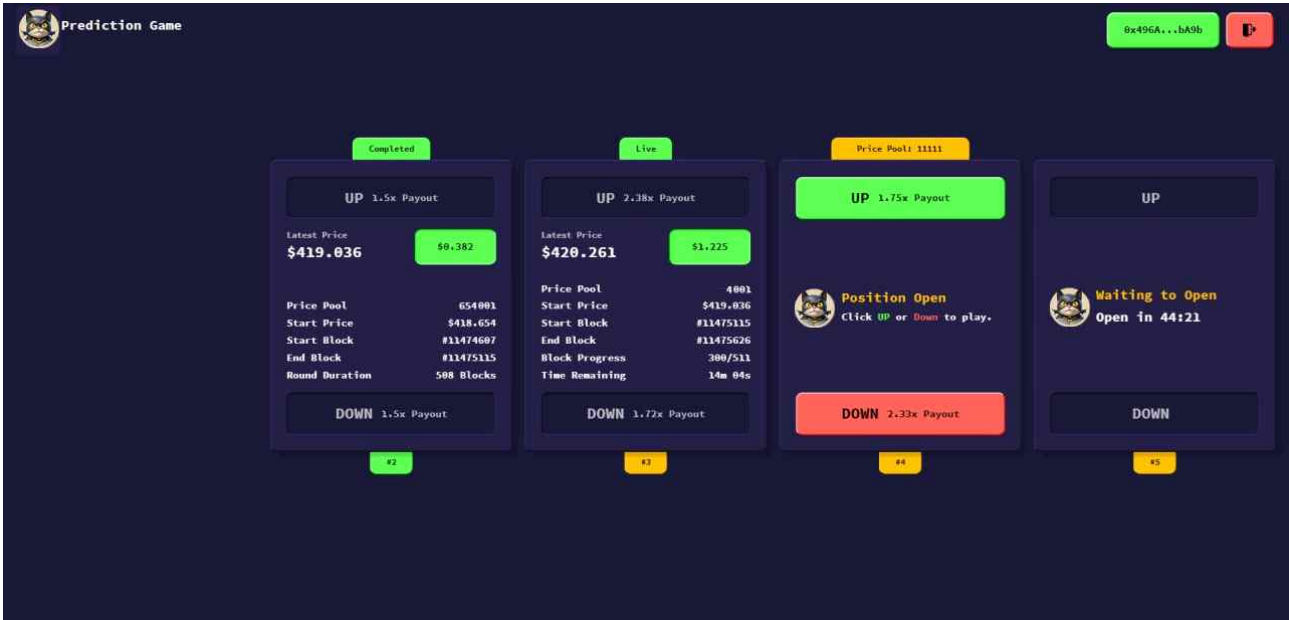 Prediction Game
0x496A...bA9b
Completed
UP 1.5x Payout
Latest Price
$419.036
$0.382
Price Pool 654001
Start Price $418.654
Start Block #11474607
End Block #11475115
Round Duration 508 Blocks
DOWN 1.5x Payout
#2
Live
UP 2.38x Payout
Latest Price
$420.261
$1.225
Price Pool 4001
Start Price $419.036
Start Block #11475115
End Block #11475626
Block Progress 300/511
Time Remaining 14m 04s
DOWN 1.72x Payout
#3
Price Pool: 11111
UP 1.75x Payout
Position Open
Click UP or Down to play.
DOWN 2.33x Payout
#4
UP
Waiting to Open
Open in 44:21
DOWN
#5